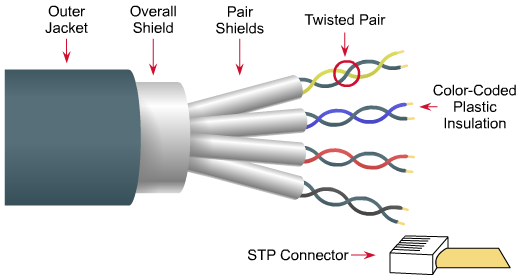 Outer
Jacket
Overall
Shield
Pair
Shields
Twisted Pair
Color-Coded
Plastic
Insulation
STP Connector